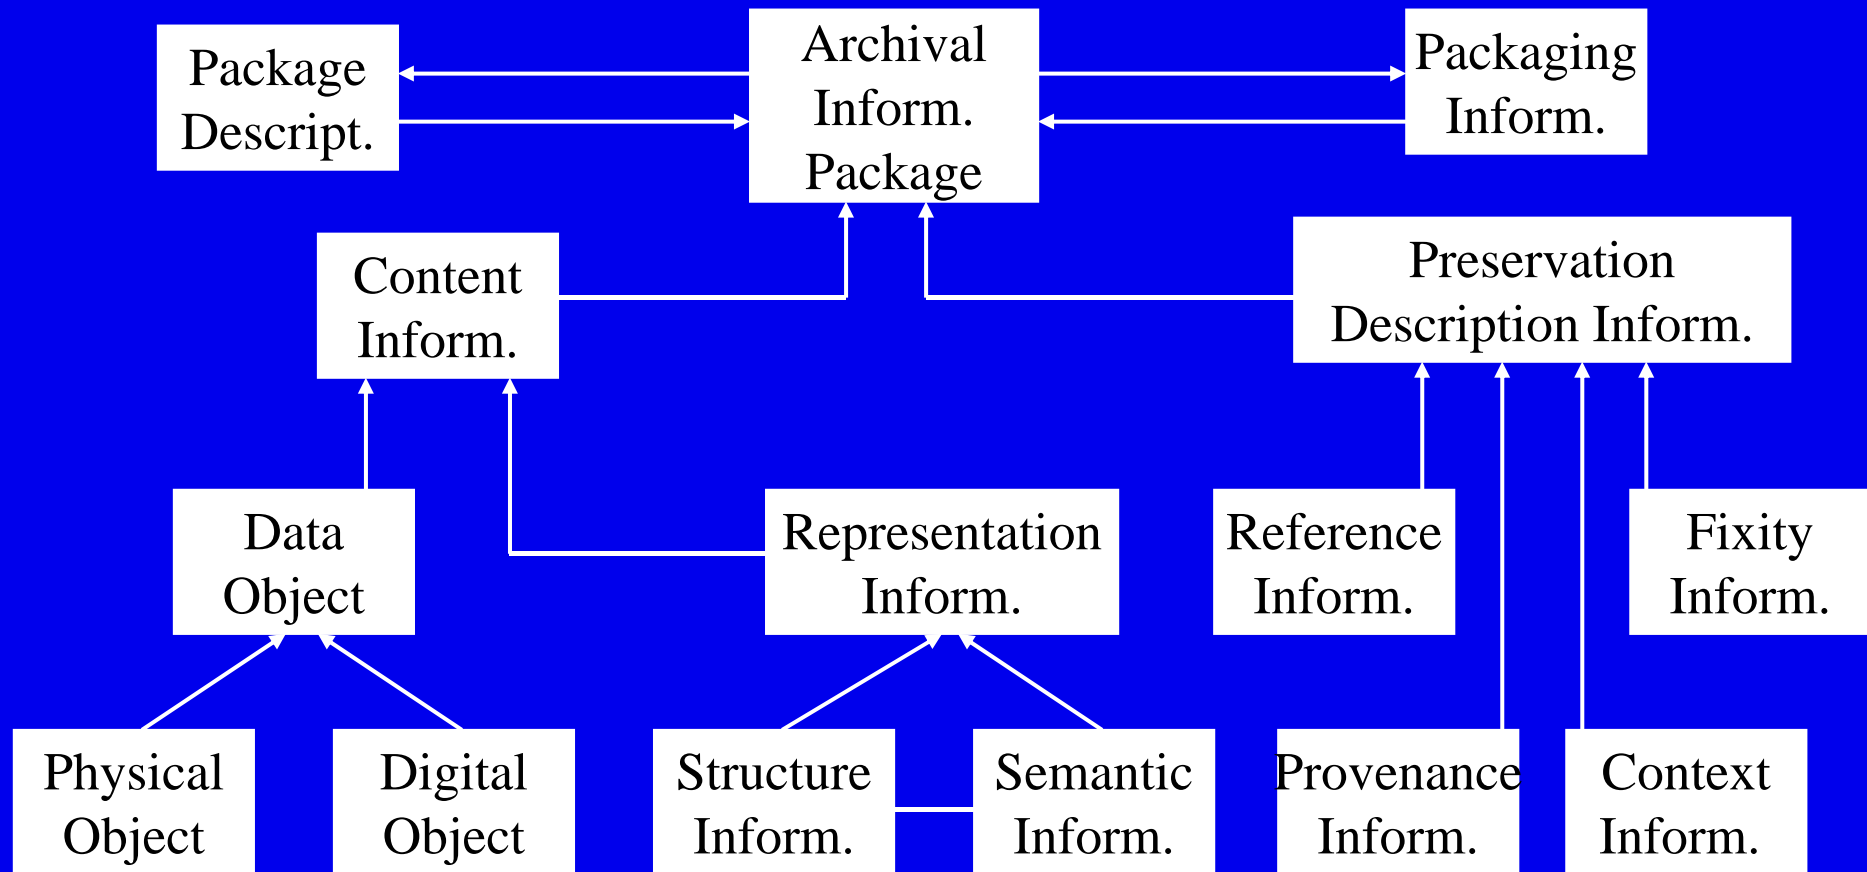 Package
Descript.
Archival
Inform.
Package
Packaging
Inform.
Content
Inform.
Preservation
Description Inform.
Data
Object
Representation
Inform.
Reference
Inform.
Fixity
Inform.
Physical
Object
Digital
Object
Structure
Inform.
Semantic
Inform.
Provenance
Inform.
Context
Inform.